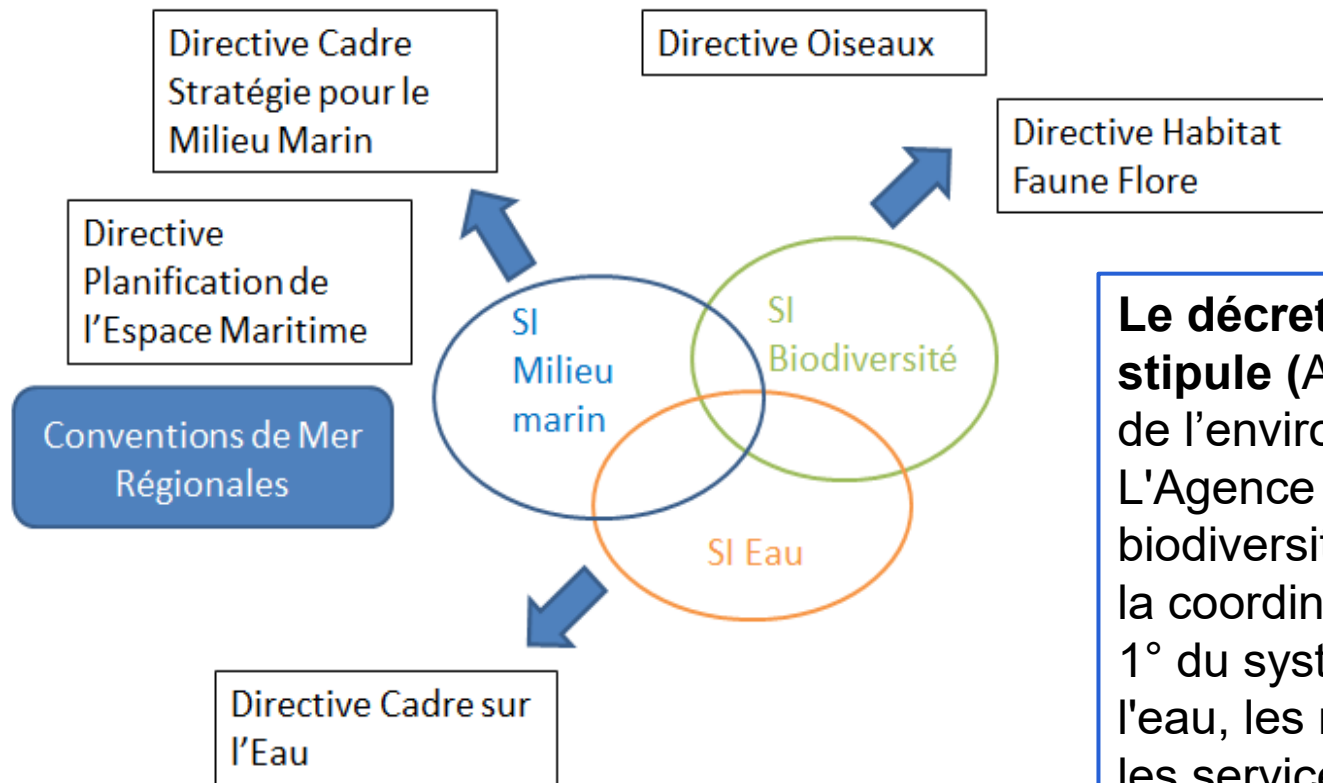 Directive Cadre
Stratégie pour le
Milieu Marin
Directive Oiseaux
Directive Habitat
Faune Flore
Directive
Planification de
l’Espace Maritime
Conventions de Mer
Régionales
SI
Milieu
marin
SI
Biodiversité
SI Eau
Directive Cadre sur
l’Eau
Le décret
stipule (A
de l’enviro
L'Agence
biodiversit
la coordin
1° du syst
l'eau, les
les service